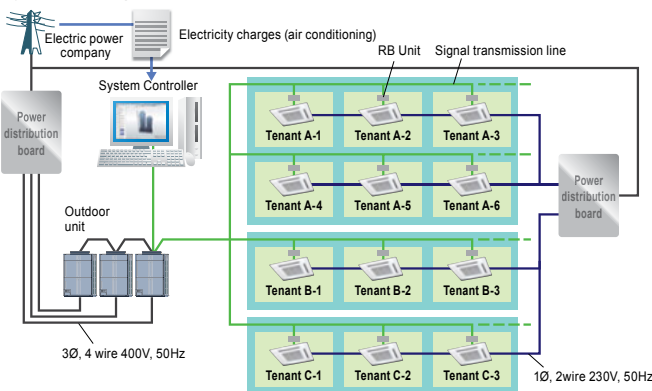 Electric power
company
Electricity charges (air conditioning)
RB Unit
Signal transmission line
System Controller
Power
distribution
board
Tenant A-1
Tenant A-2
Tenant A-3
Tenant A-4
Tenant A-5
Tenant A-6
Power
distribution
board
Outdoor
unit
Tenant B-1
Tenant B-2
Tenant B-3
3Ø, 4 wire 400V, 50Hz
Tenant C-1
Tenant C-2
Tenant C-3
1Ø, 2wire 230V, 50Hz